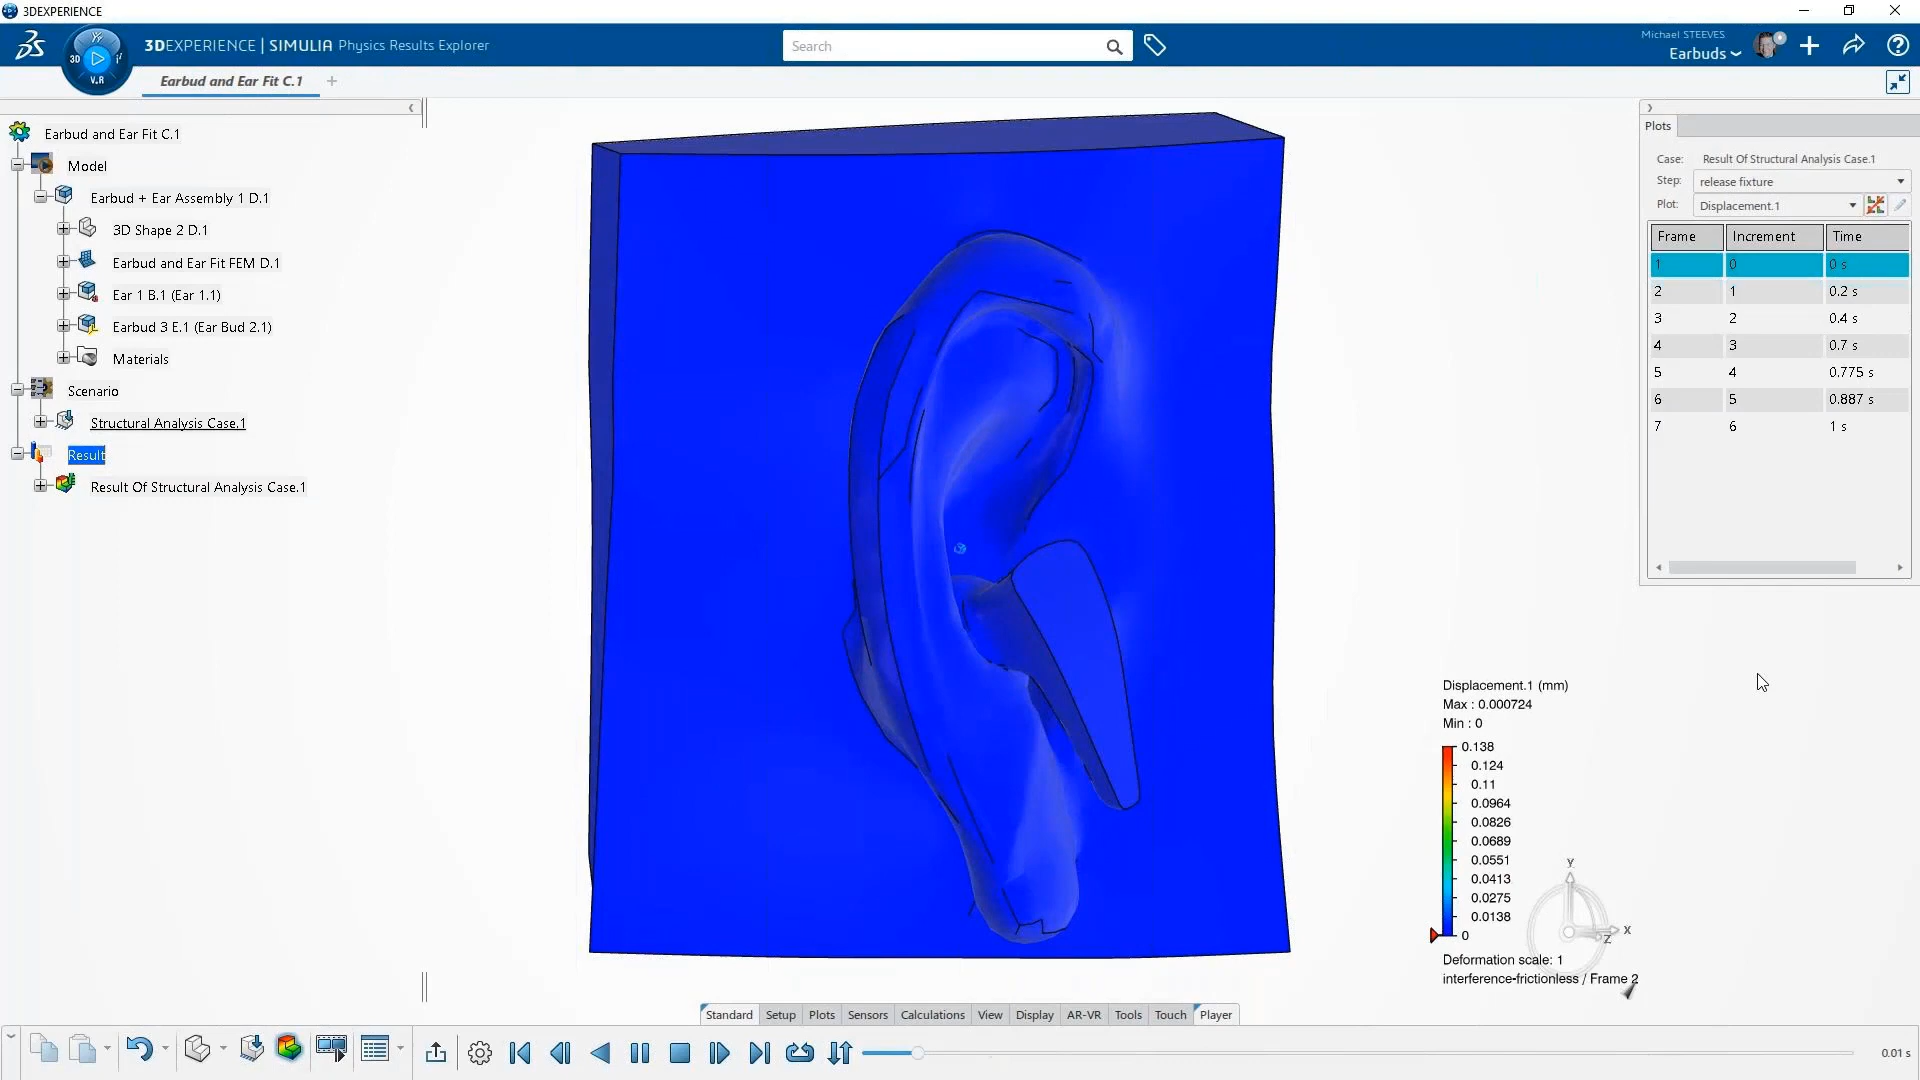 3DEXPERIENCE
3DEXPERIENCE | SIMULIA Physics Results Explorer
Search
Michael STEEVES
Earbuds
3D
V.R
Earbud and Ear Fit C.1
Earbud and Ear Fit C.1
Model
Earbud + Ear Assembly 1 D.1
3D Shape 2 D.1
Earbud and Ear Fit FEM D.1
Ear 1 B.1 (Ear 1.1)
Earbud 3 E.1 (Ear Bud 2.1)
Materials
Scenario
Structural Analysis Case.1
Result
Result Of Structural Analysis Case.1
Plots
Case: Result Of Structural Analysis Case.1
Step: release fixture
Plot: Displacement.1
Frame Increment Time
1 0 0 s
2 1 0.2 s
3 2 0.4 s
4 3 0.7 s
5 4 0.775 s
6 5 0.887 s
7 6 1 s
Displacement.1 (mm)
Max : 0.000724
Min : 0
0.138
0.124
0.11
0.0964
0.0826
0.0689
0.0551
0.0413
0.0275
0.0138
0
Y
X
Z
Deformation scale: 1
interference-frictionless / Frame 2
Standard Setup Plots Sensors Calculations View Display AR-VR Tools Touch Player
0.01 s